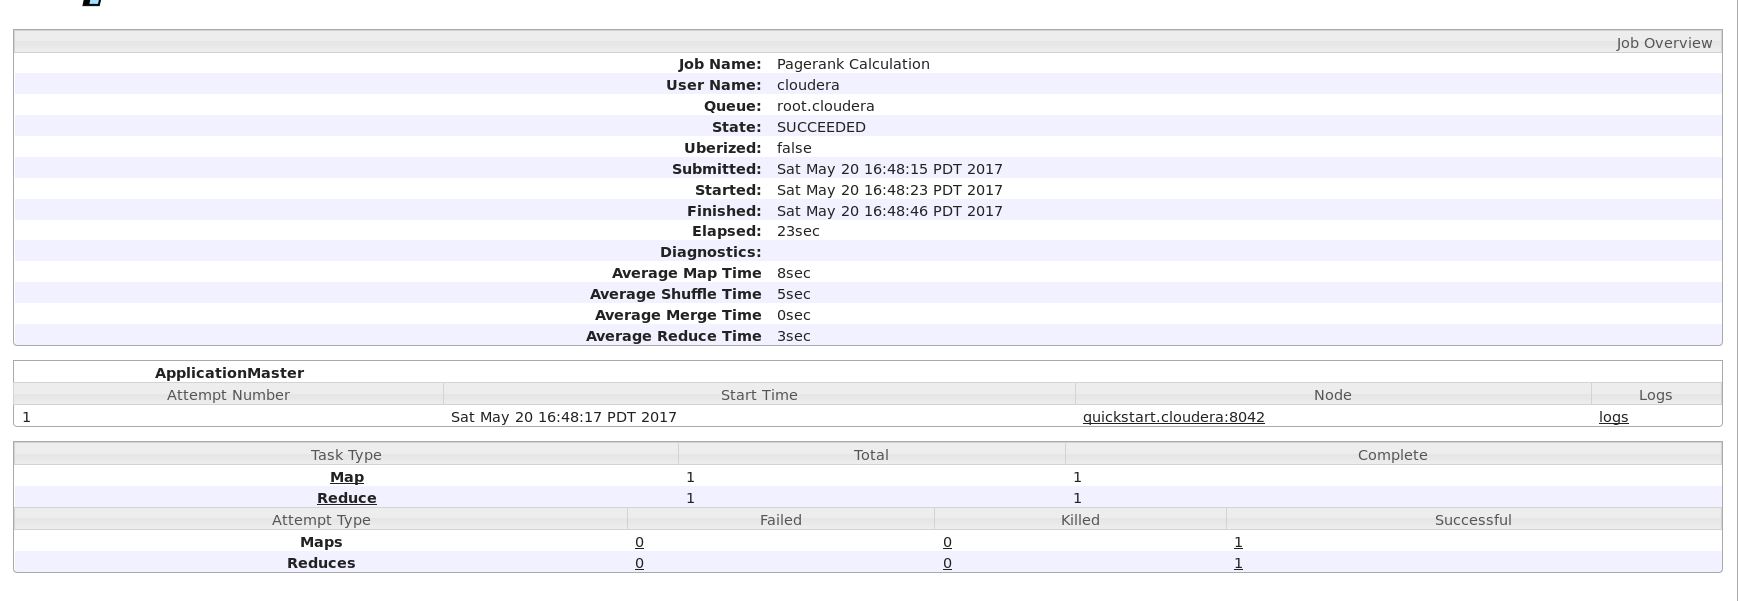 Job Overview
Job Name: Pagerank Calculation
User Name: cloudera
Queue: root.cloudera
State: SUCCEEDED
Uberized: false
Submitted: Sat May 20 16:48:15 PDT 2017
Started: Sat May 20 16:48:23 PDT 2017
Finished: Sat May 20 16:48:46 PDT 2017
Elapsed: 23sec
Diagnostics:
Average Map Time 8sec
Average Shuffle Time 5sec
Average Merge Time 0sec
Average Reduce Time 3sec
ApplicationMaster
Attempt Number Start Time Node Logs
1 Sat May 20 16:48:17 PDT 2017 quickstart.cloudera:8042 logs
Task Type Total Complete
Map 1 1
Reduce 1 1
Attempt Type Failed Killed Successful
Maps 0 0 1
Reduces 0 0 1